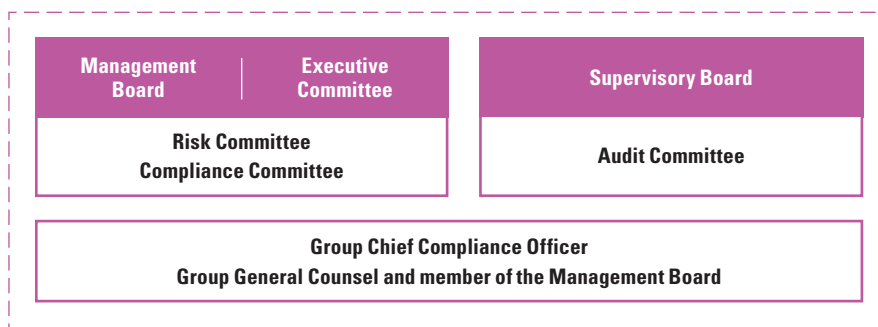 Management
Board
Executive
Committee
Supervisory Board
Risk Committee
Compliance Committee
Audit Committee
Group Chief Compliance Officer
Group General Counsel and member of the Management Board